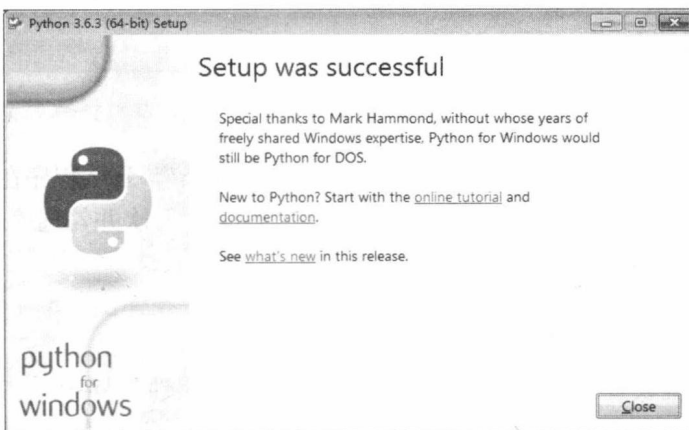 Python 3.6.3 (64-bit) Setup
Setup was successful
Special thanks to Mark Hammond, without whose years of
freely shared Windows expertise, Python for Windows would
still be Python for DOS.
New to Python? Start with the online tutorial and
documentation.
See what's new in this release.
python
for
windows
Close